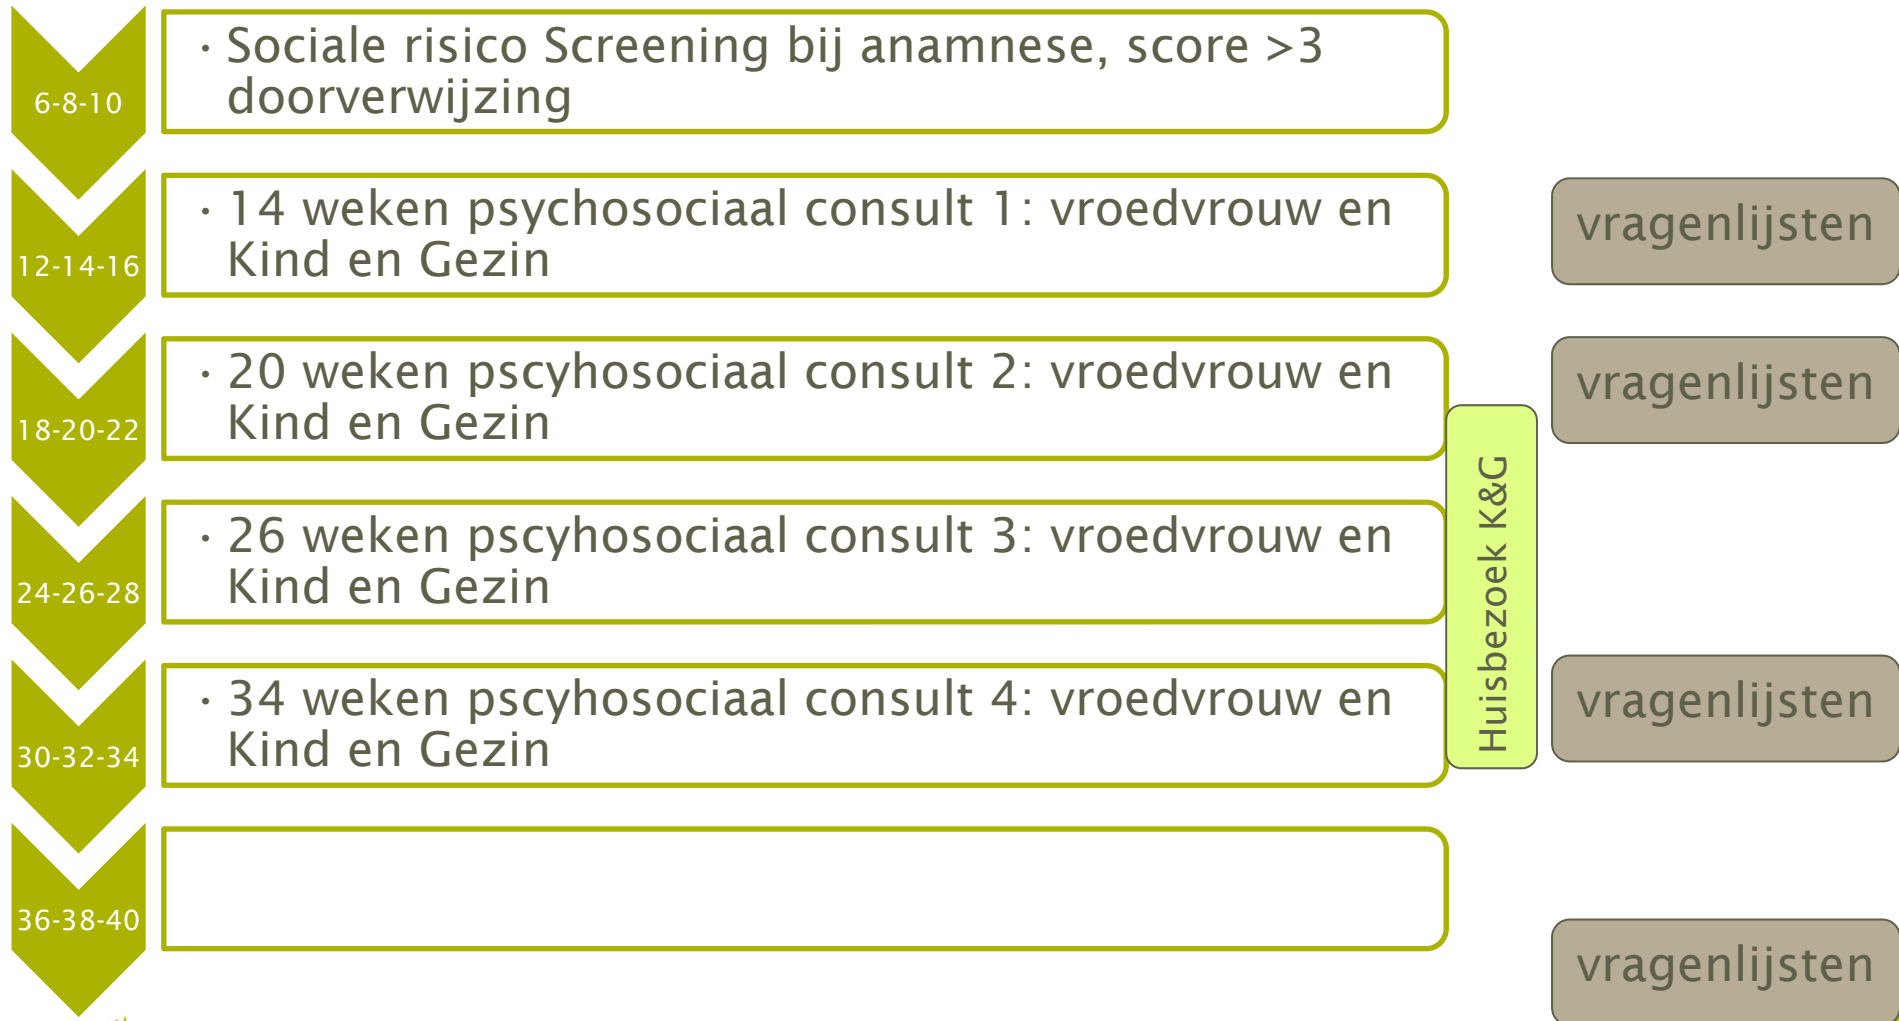 6-8-10
· Sociale risico Screening bij anamnese, score >3
doorverwijzing
12-14-16
· 14 weken psychosociaal consult 1: vroedvrouw en
Kind en Gezin
vragenlijsten
18-20-22
· 20 weken pscyhosociaal consult 2: vroedvrouw en
Kind en Gezin
vragenlijsten
Huisbezoek K&G
24-26-28
· 26 weken pscyhosociaal consult 3: vroedvrouw en
Kind en Gezin
30-32-34
· 34 weken pscyhosociaal consult 4: vroedvrouw en
Kind en Gezin
vragenlijsten
36-38-40
vragenlijsten